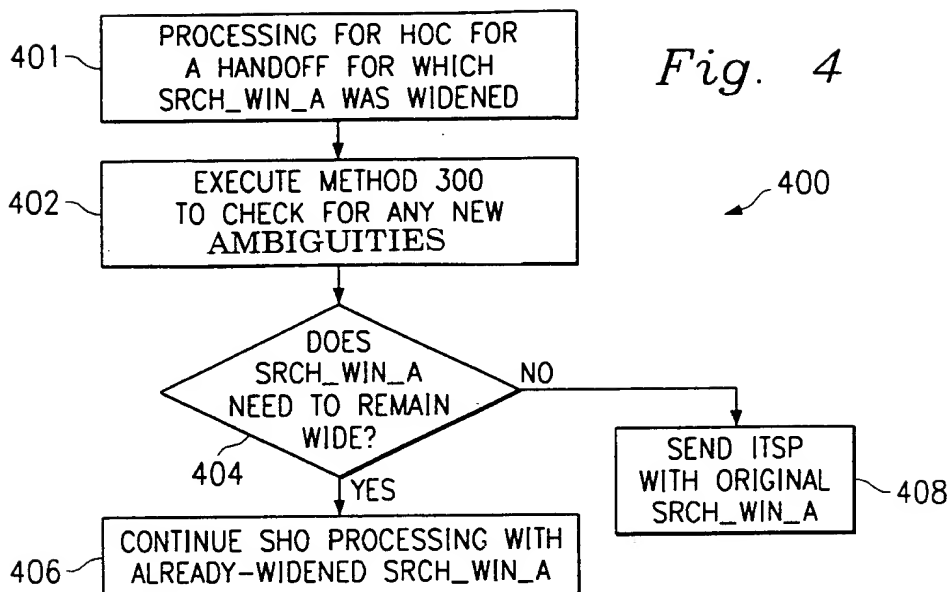 401
PROCESSING FOR HOC FOR
A HANDOFF FOR WHICH
SRCH_WIN_A WAS WIDENED
Fig. 4
402
EXECUTE METHOD 300
TO CHECK FOR ANY NEW
AMBIGUITIES
400
DOES
SRCH_WIN_A
NEED TO REMAIN
WIDE?
404
NO
YES
SEND ITSP
WITH ORIGINAL
SRCH_WIN_A
408
406
CONTINUE SHO PROCESSING WITH
ALREADY-WIDENED SRCH_WIN_A